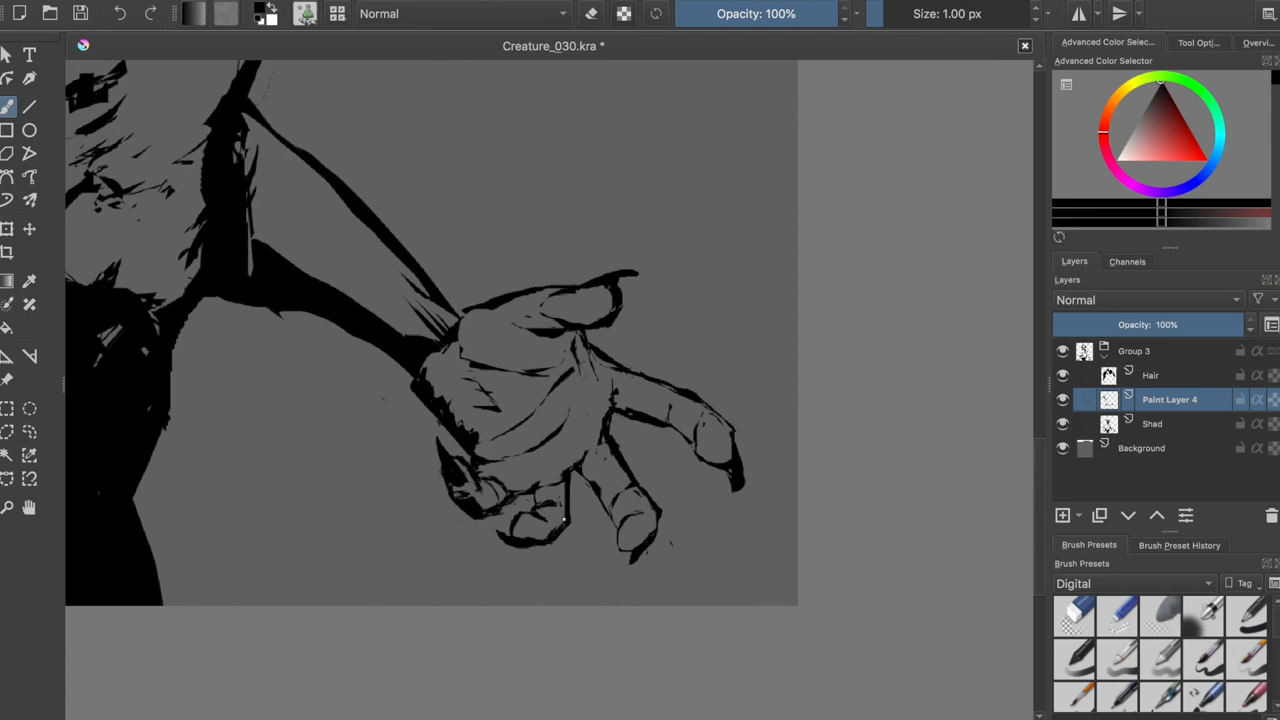 Normal
Opacity: 100%
Size: 1.00 px
Creature_030.kra *
Advanced Color Selec...
Tool Opti...
Overvi...
Advanced Color Selector
Layers
Channels
Layers
Normal
Opacity: 100%
Group 3
Hair
Paint Layer 4
Shad
Background
Brush Presets
Brush Preset History
Brush Presets
Digital
Tag